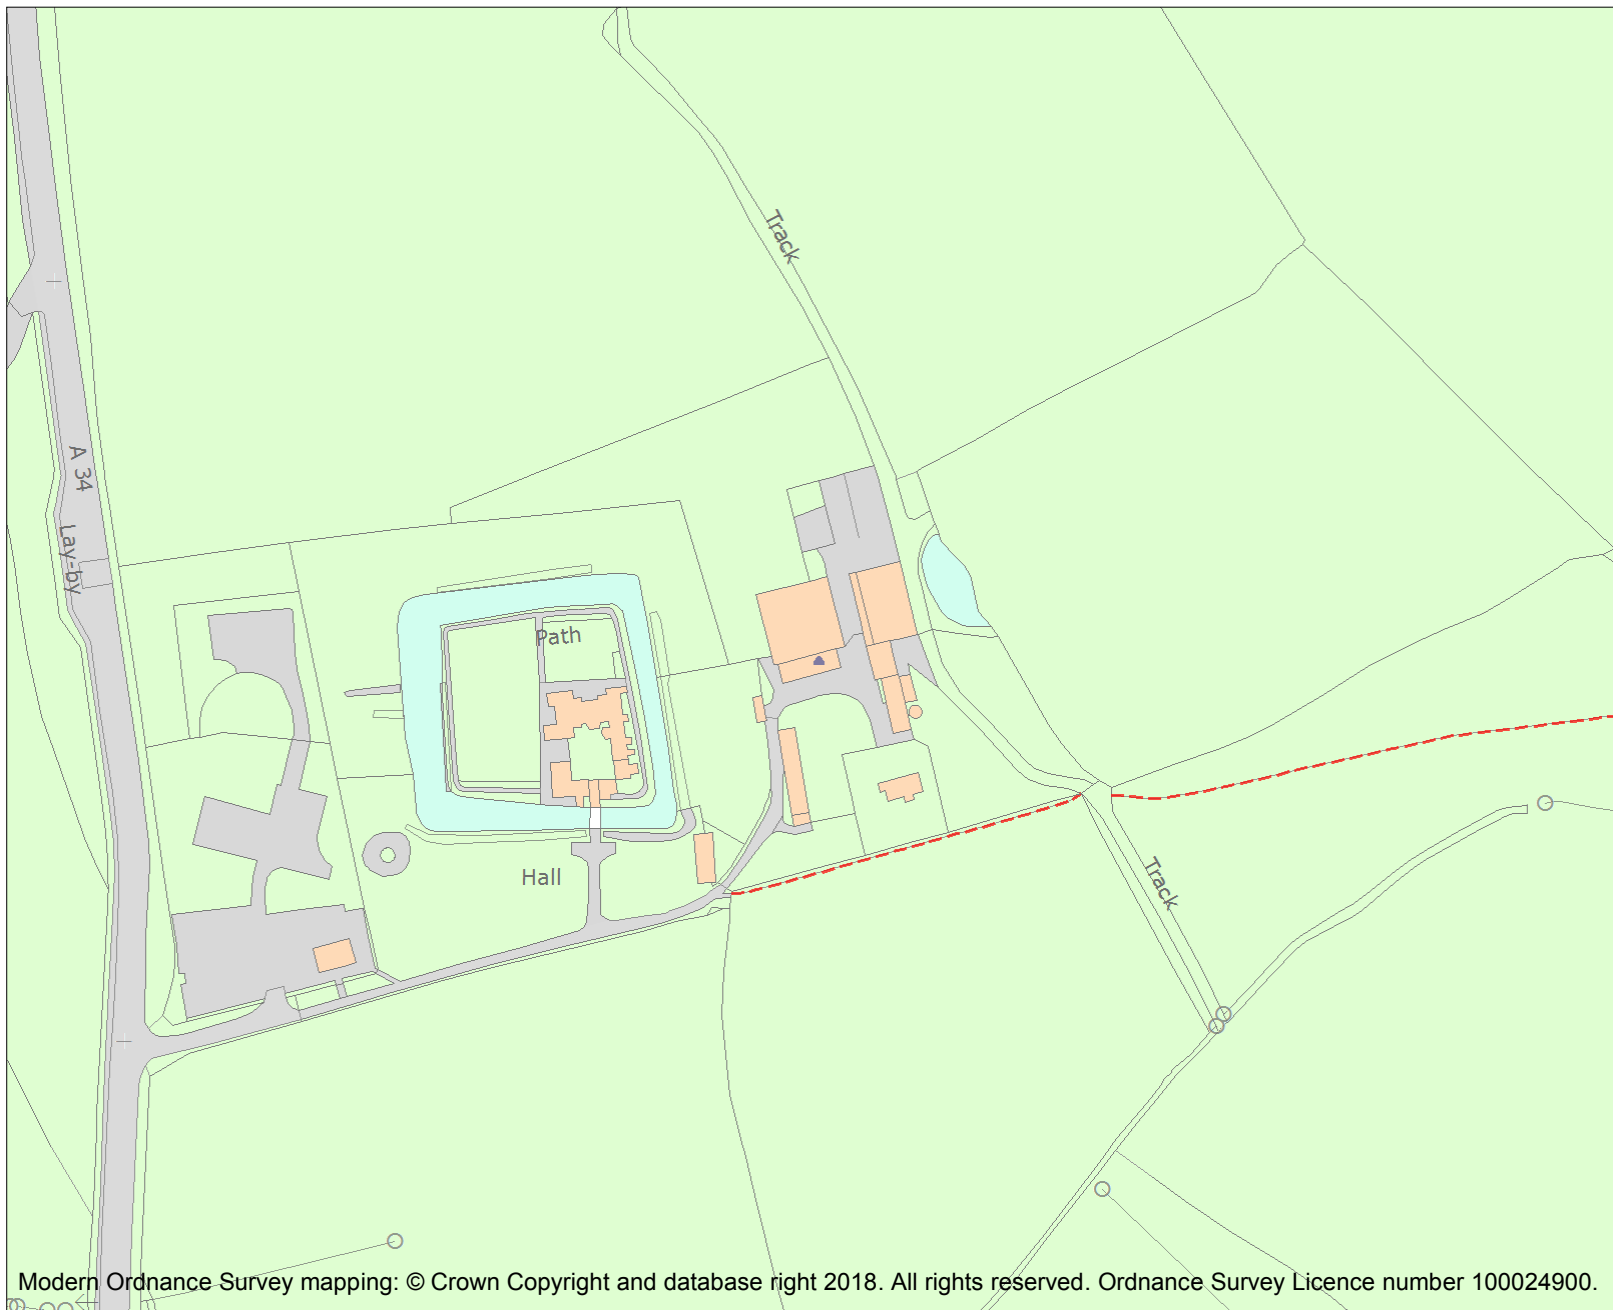 Track
A 34
Lay-by
Path
Hall
Track
Modern Ordnance Survey mapping: © Crown Copyright and database right 2018. All rights reserved. Ordnance Survey Licence number 100024900.